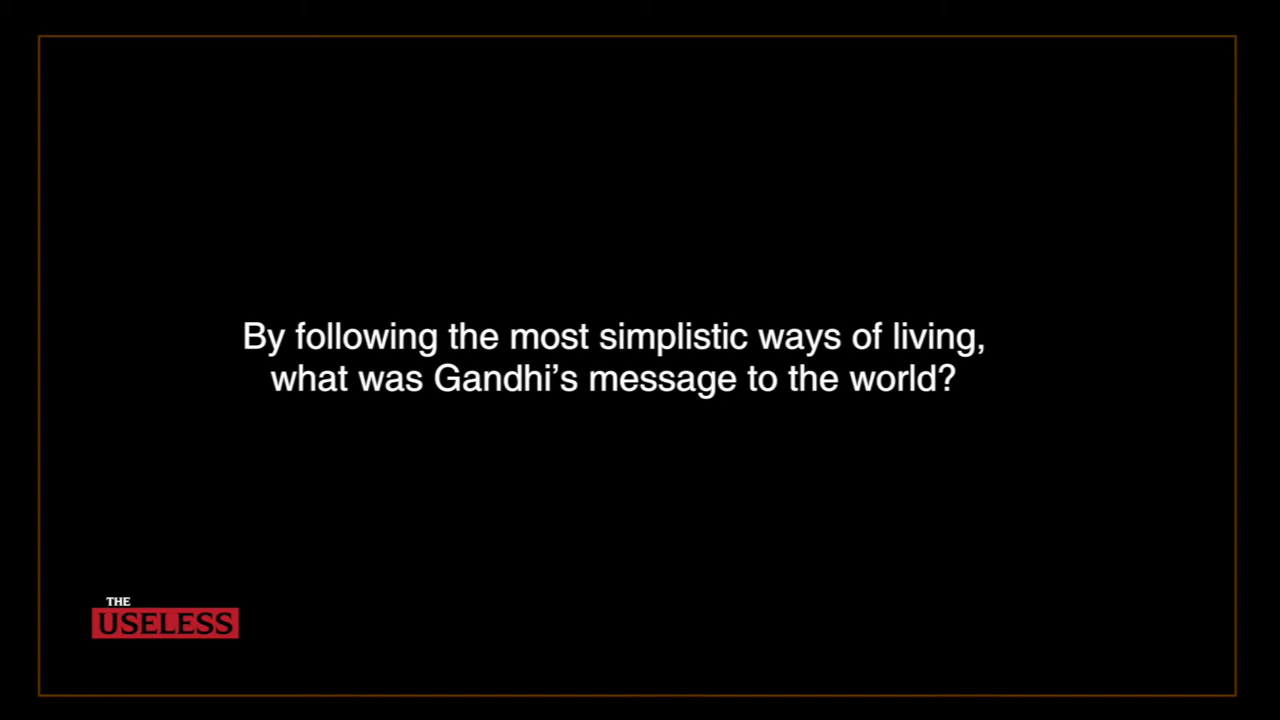 By following the most simplistic ways of living,
what was Gandhi’s message to the world?
THE
USELESS